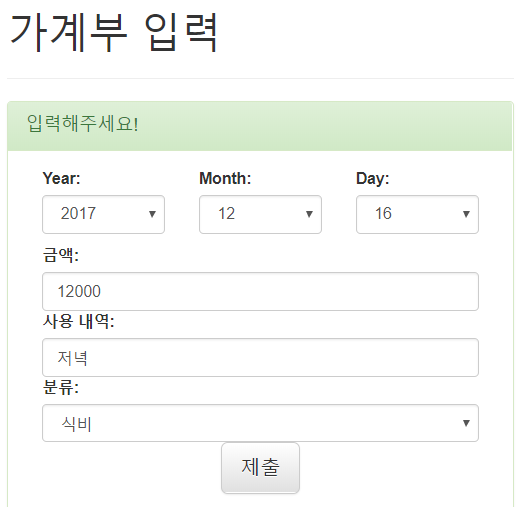 가계부 입력
입력해주세요!
Year: Month: Day:
2017 12 16
금액:
12000
사용 내역:
저녁
분류:
식비
제출